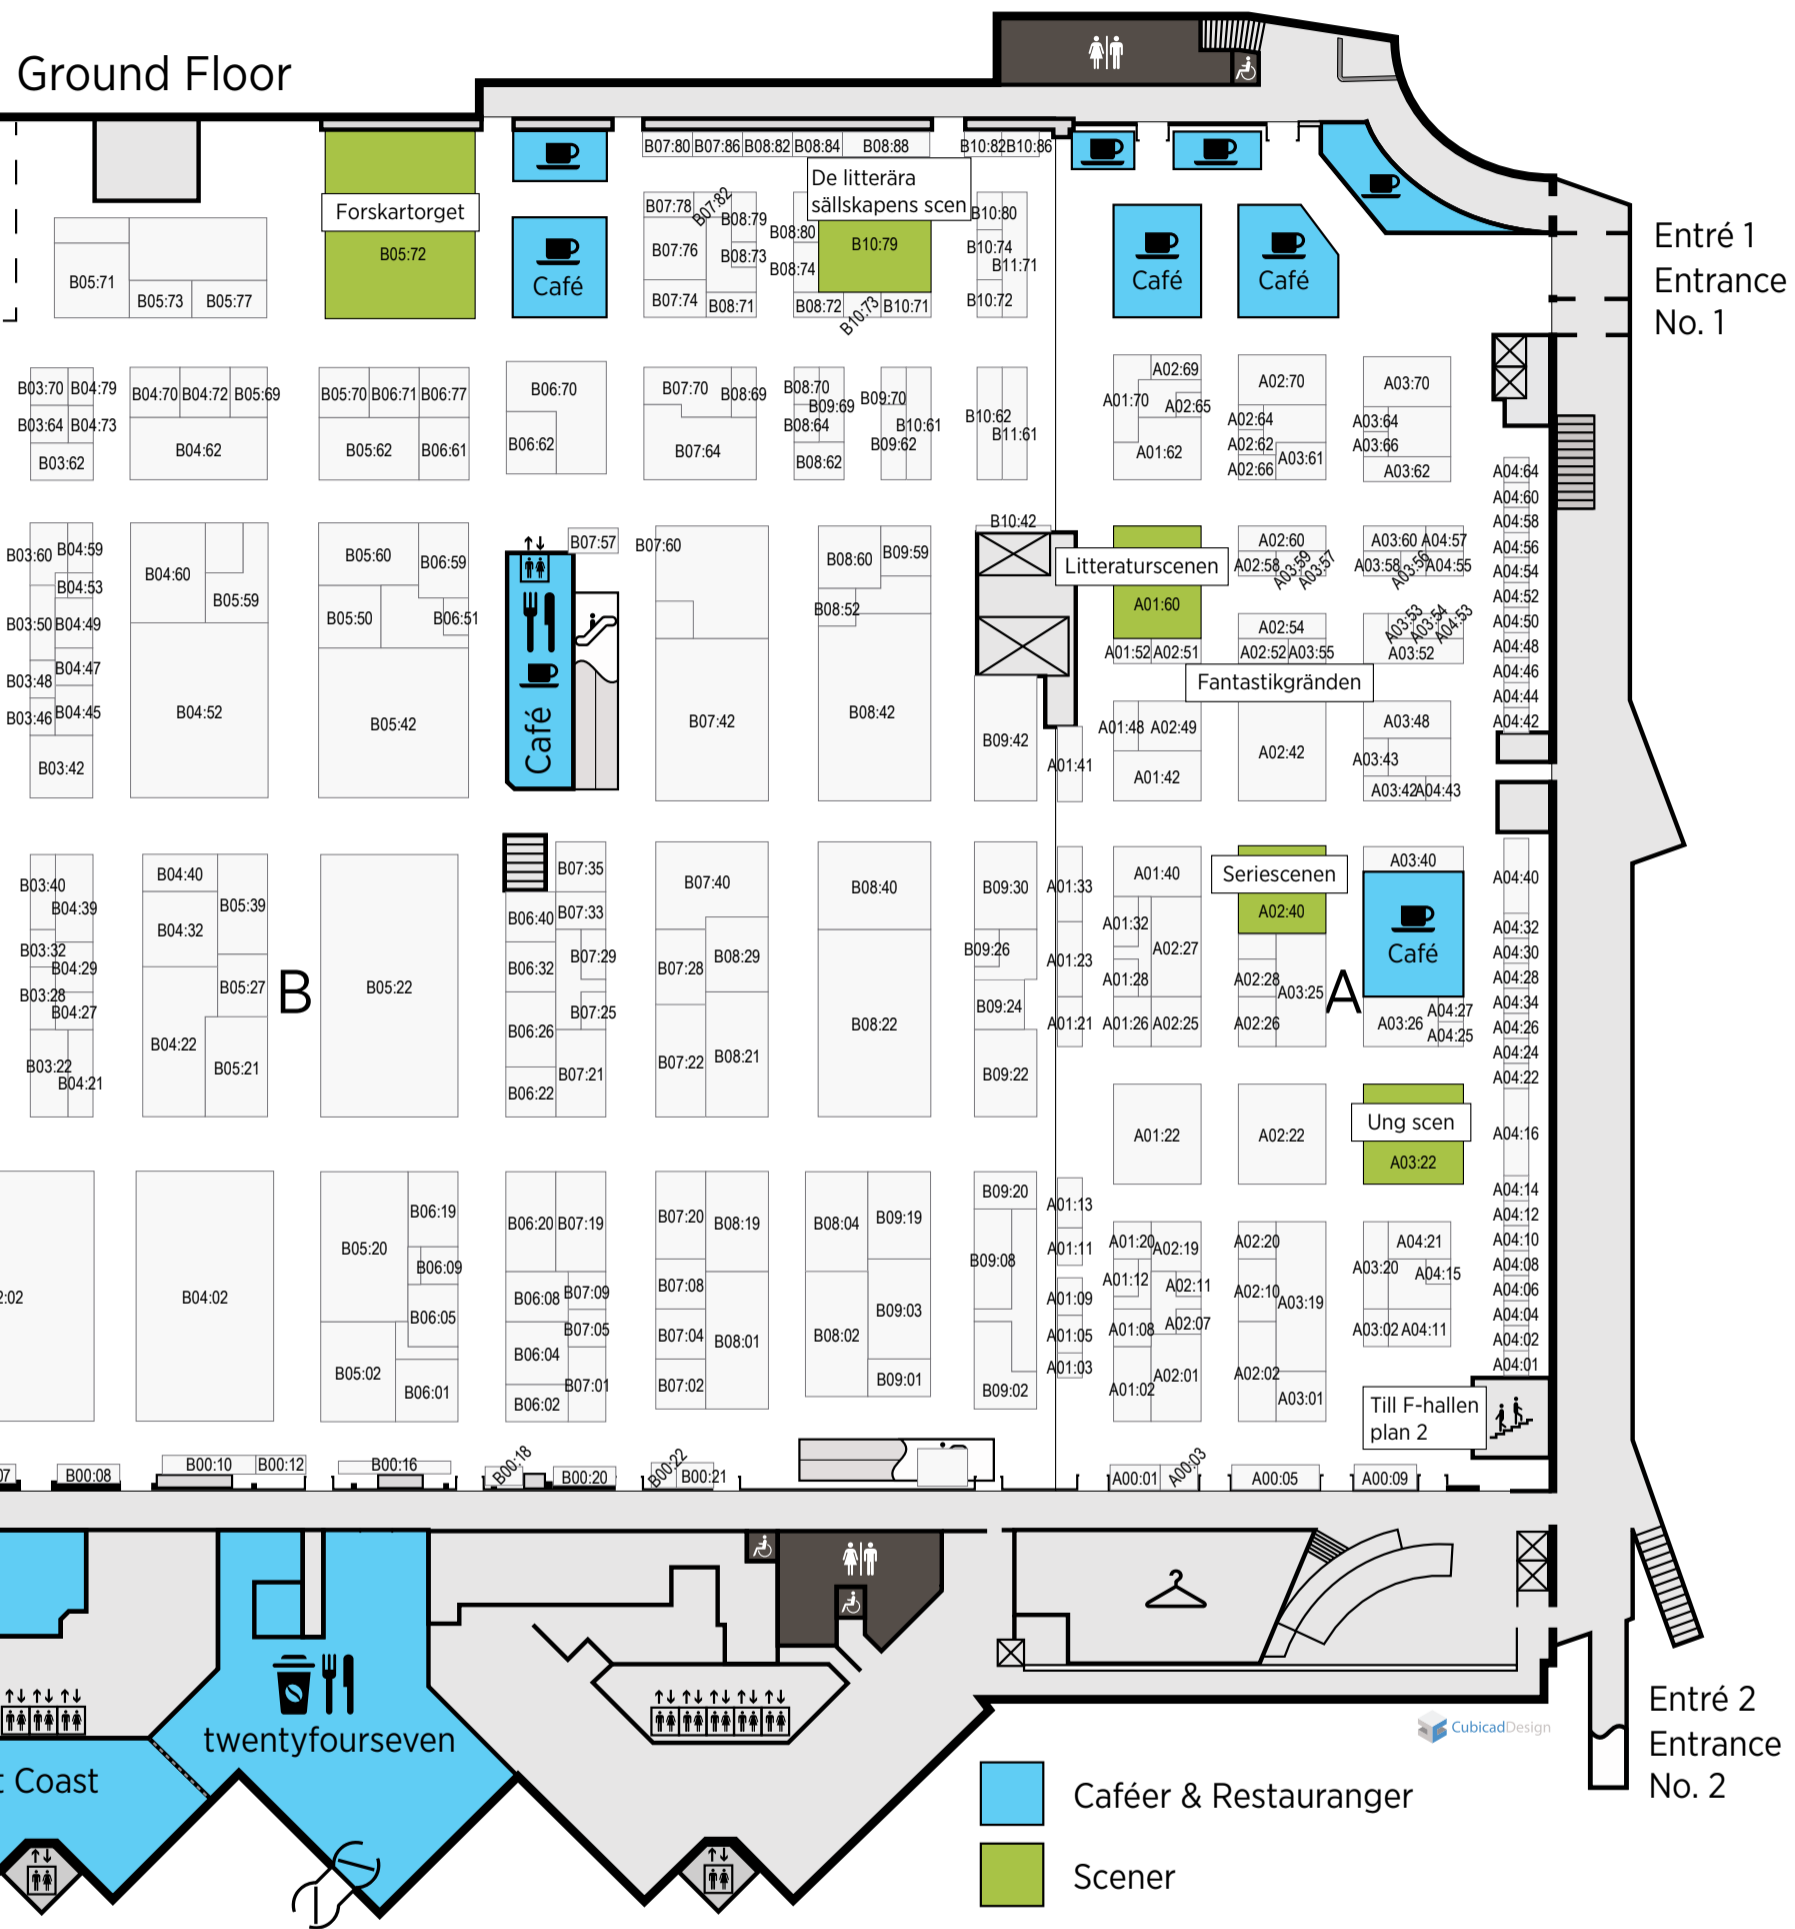 Ground Floor
B07:80 B07:86 B08:82 B08:84 B08:88 B10:82 B10:86
De litterära
sällskapens scen
Forskartorget
B05:72
Café
B07:78 B07:82 B08:79 B08:80 B10:79 B10:80
B07:76 B08:73 B08:74 B10:74 B11:71
B07:74 B08:71 B08:72 B10:73 B10:71 B10:72
B05:71 B05:73 B05:77
Café
Café
Entré 1
Entrance
No. 1
B03:70 B04:79 B04:70 B04:72 B05:69 B05:70 B06:71 B06:77 B06:70 B07:70 B08:69 B08:70 B09:69 B09:70 B10:61 B10:62 B11:61
B03:64 B04:73 B08:64 B09:62
B03:62 B04:62 B05:62 B06:61 B06:62 B07:64 B08:62
A02:69 A01:70 A02:65 A01:62
A02:70 A02:64 A02:62 A02:66 A03:61
A03:70 A03:64 A03:66 A03:62
A04:64
A04:60
A04:58
A04:56
A04:54
A04:52
A04:50
A04:48
A04:46
A04:44
A04:42
B03:60 B04:59 B04:53 B03:50 B04:49 B04:47 B03:48 B03:46 B04:45 B03:42
B04:60 B05:59 B04:52
B05:60 B06:59 B05:50 B06:51 B05:42
B07:57
Café
B07:60 B07:42
B08:60 B09:59 B08:52 B08:42
B10:42 B09:42 A01:41
Litteraturscenen
A01:60
A01:52 A02:51
A02:60 A02:58 A03:59 A03:57
A03:60 A04:57 A03:58 A03:56 A04:55
A02:54 A02:52 A03:55
A03:53 A03:54 A04:53 A03:52
Fantastikgränden
A01:48 A02:49 A01:42
A02:42
A03:48 A03:43 A03:42 A04:43
B03:40 B04:39 B03:32 B04:29 B03:28 B04:27 B03:22 B04:21
B04:40 B05:39 B04:32 B05:27 B04:22 B05:21
B
B05:22
B07:35 B06:40 B07:33 B06:32 B07:29 B07:25 B06:26 B07:21 B06:22
B07:40 B07:28 B08:29 B07:22 B08:21
B08:40 B08:22
B09:30 B09:26 B09:24 B09:22
A01:33 A01:23 A01:21
A01:40 A01:32 A02:27 A01:28 A01:26 A02:25
Seriescenen
A02:40
A02:28 A03:25 A02:26
A
A03:40
Café
A03:26 A04:27 A04:25
A04:40
A04:32
A04:30
A04:28
A04:34
A04:26
A04:24
A04:22
A04:16
A04:14
A04:12
A04:10
A04:08
A04:06
A04:04
A04:02
A04:01
A01:22 A02:22
Ung scen
A03:22
2:02
B04:02
B05:20 B06:19 B06:09 B06:05 B05:02 B06:01
B06:20 B07:19 B06:08 B07:09 B07:05 B06:04 B07:01 B06:02
B07:20 B08:19 B07:08 B07:04 B08:01 B07:02
B08:04 B09:19 B09:03 B08:02 B09:01
B09:20 B09:08 B09:02
A01:13 A01:11 A01:09 A01:05 A01:03
A01:20 A02:19 A01:12 A02:11 A01:08 A02:07 A01:02 A02:01
A02:20 A02:10 A03:19 A02:02 A03:01
A04:21 A03:20 A04:15 A03:02 A04:11
Till F-hallen
plan 2
07 B00:08 B00:10 B00:12 B00:16 B00:18 B00:20 B00:22 B00:21 A00:01 A00:03 A00:05 A00:09
twentyfourseven
t Coast
CubicadDesign
Entré 2
Entrance
No. 2
Caféer & Restauranger
Scener